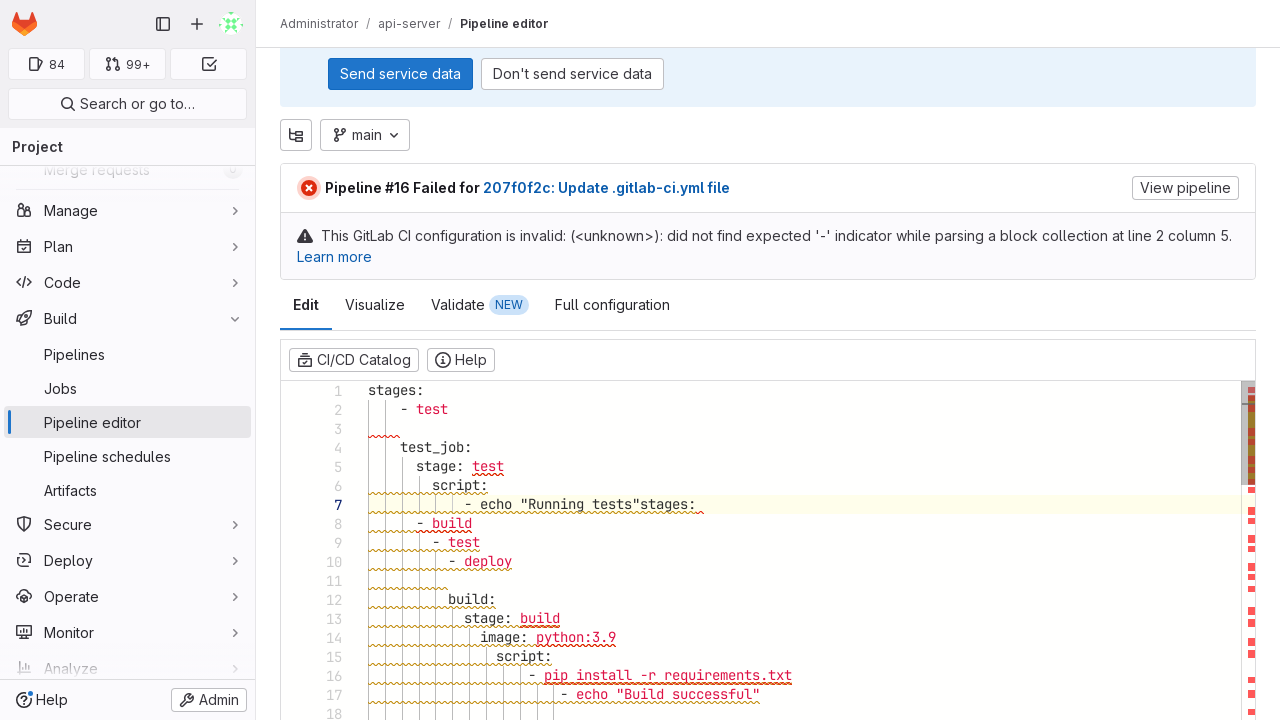 Administrator / api-server / Pipeline editor
84
99+
Search or go to…
Project
Merge requests
Manage
Plan
Code
Build
Pipelines
Jobs
Pipeline editor
Pipeline schedules
Artifacts
Secure
Deploy
Operate
Monitor
Analyze
Help
Admin
Send service data
Don't send service data
main
Pipeline #16 Failed for 207f0f2c: Update .gitlab-ci.yml file
View pipeline
This GitLab CI configuration is invalid: (<unknown>): did not find expected '-' indicator while parsing a block collection at line 2 column 5.
Learn more
Edit
Visualize
Validate NEW
Full configuration
CI/CD Catalog
Help
1 stages:
2 - test
3
4 test_job:
5 stage: test
6 script:
7 - echo "Running tests"stages:
8 - build
9 - test
10 - deploy
11
12 build:
13 stage: build
14 image: python:3.9
15 script:
16 - pip install -r requirements.txt
17 - echo "Build successful"
18